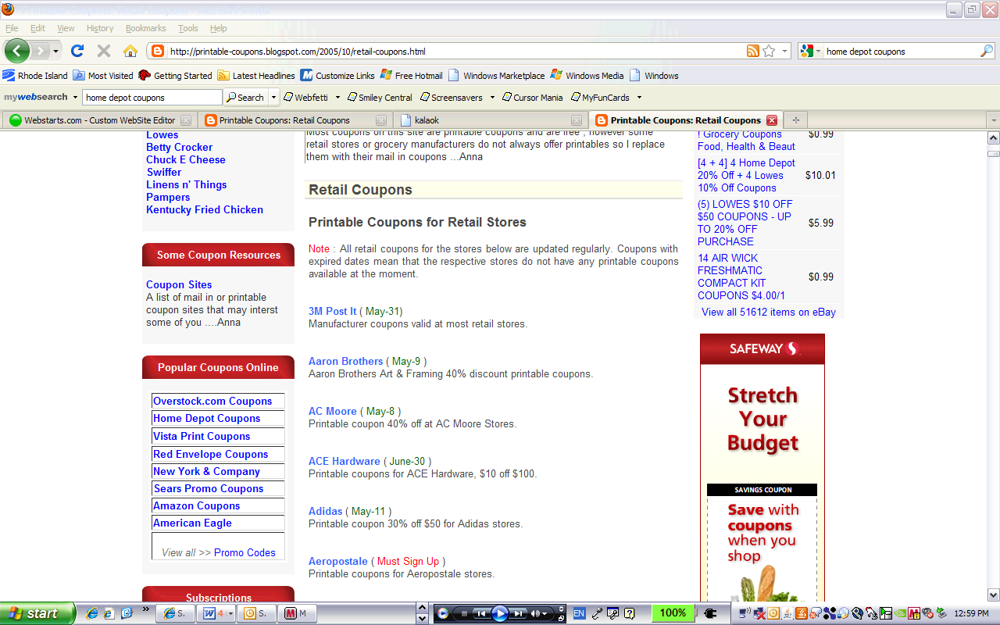 Printable Coupons: Retail Coupons - Mozilla Firefox
File Edit View History Bookmarks Tools Help
http://printable-coupons.blogspot.com/2005/10/retail-coupons.html
home depot coupons
Rhode Island Most Visited Getting Started Latest Headlines Customize Links Free Hotmail Windows Marketplace Windows Media Windows
mywebsearch home depot coupons Search Webfetti Smiley Central Screensavers Cursor Mania MyFunCards
Webstarts.com - Custom WebSite Editor Printable Coupons: Retail Coupons kalaok Printable Coupons: Retail Coupons
Lowes
Betty Crocker
Chuck E Cheese
Swiffer
Linens n' Things
Pampers
Kentucky Fried Chicken
Some Coupon Resources
Coupon Sites
A list of mail in or printable
coupon sites that may interst
some of you ....Anna
Popular Coupons Online
Overstock.com Coupons
Home Depot Coupons
Vista Print Coupons
Red Envelope Coupons
New York & Company
Sears Promo Coupons
Amazon Coupons
American Eagle
View all >> Promo Codes
Subscriptions
Most coupons on this site are printable coupons and are free , however some
retail stores or grocery manufacturers do not always offer printables so I replace
them with their mail in coupons ...Anna
Retail Coupons
Printable Coupons for Retail Stores
Note : All retail coupons for the stores below are updated regularly. Coupons with
expired dates mean that the respective stores do not have any printable coupons
available at the moment.
3M Post It ( May-31)
Manufacturer coupons valid at most retail stores.
Aaron Brothers ( May-9 )
Aaron Brothers Art & Framing 40% discount printable coupons.
AC Moore ( May-8 )
Printable coupon 40% off at AC Moore Stores.
ACE Hardware ( June-30 )
Printable coupons for ACE Hardware, $10 off $100.
Adidas ( May-11 )
Printable coupon 30% off $50 for Adidas stores.
Aeropostale ( Must Sign Up )
Printable coupons for Aeropostale stores.
! Grocery Coupons $0.99
Food, Health & Beaut
[4 + 4] 4 Home Depot
20% Off + 4 Lowes $10.01
10% Off Coupons
(5) LOWES $10 OFF
$50 COUPONS - UP $5.99
TO 20% OFF
PURCHASE
14 AIR WICK
FRESHMATIC
COMPACT KIT $0.99
COUPONS $4.00/1
View all 51612 items on eBay
SAFEWAY
Stretch
Your
Budget
SAVINGS COUPON
Save with
coupons
when you
shop
start S. 4 S. M EN 100% 12:59 PM